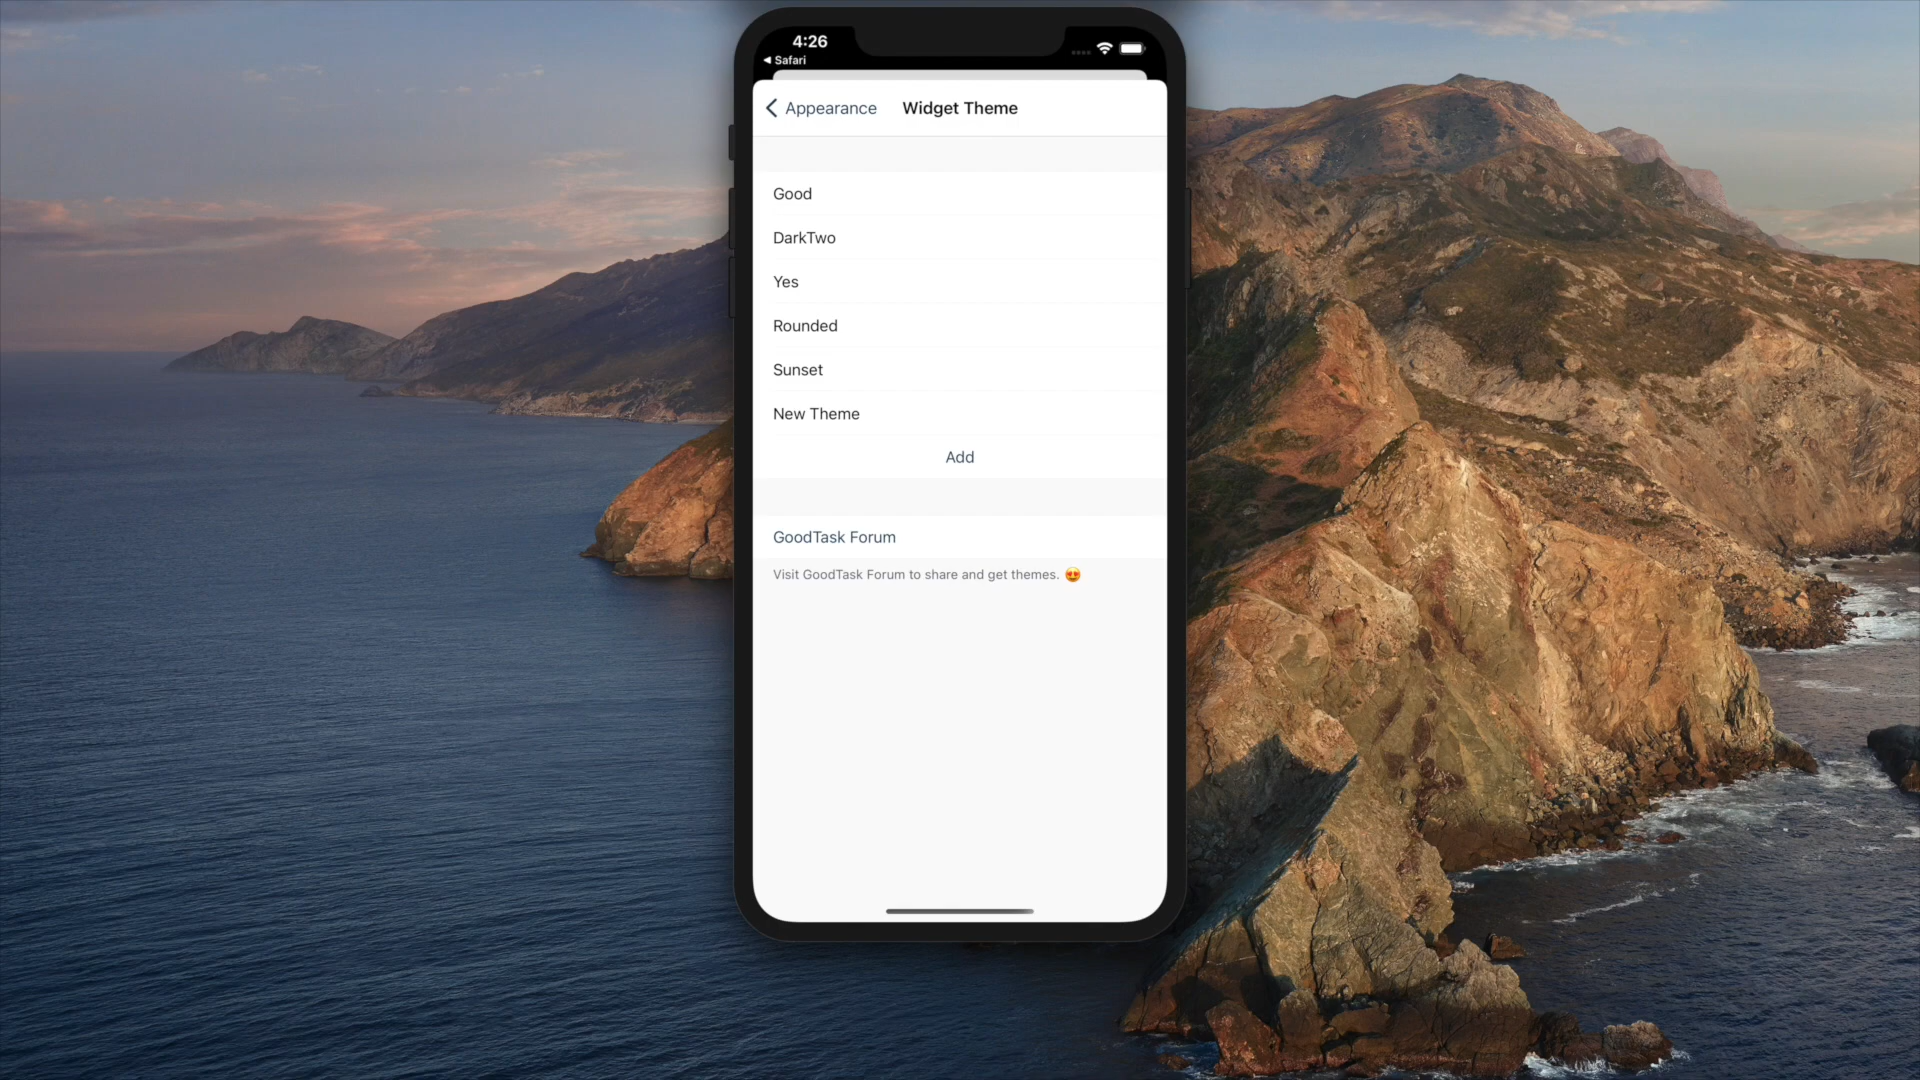 4:26
◀ Safari
Appearance
Widget Theme
Good
DarkTwo
Yes
Rounded
Sunset
New Theme
Add
GoodTask Forum
Visit GoodTask Forum to share and get themes. 😍